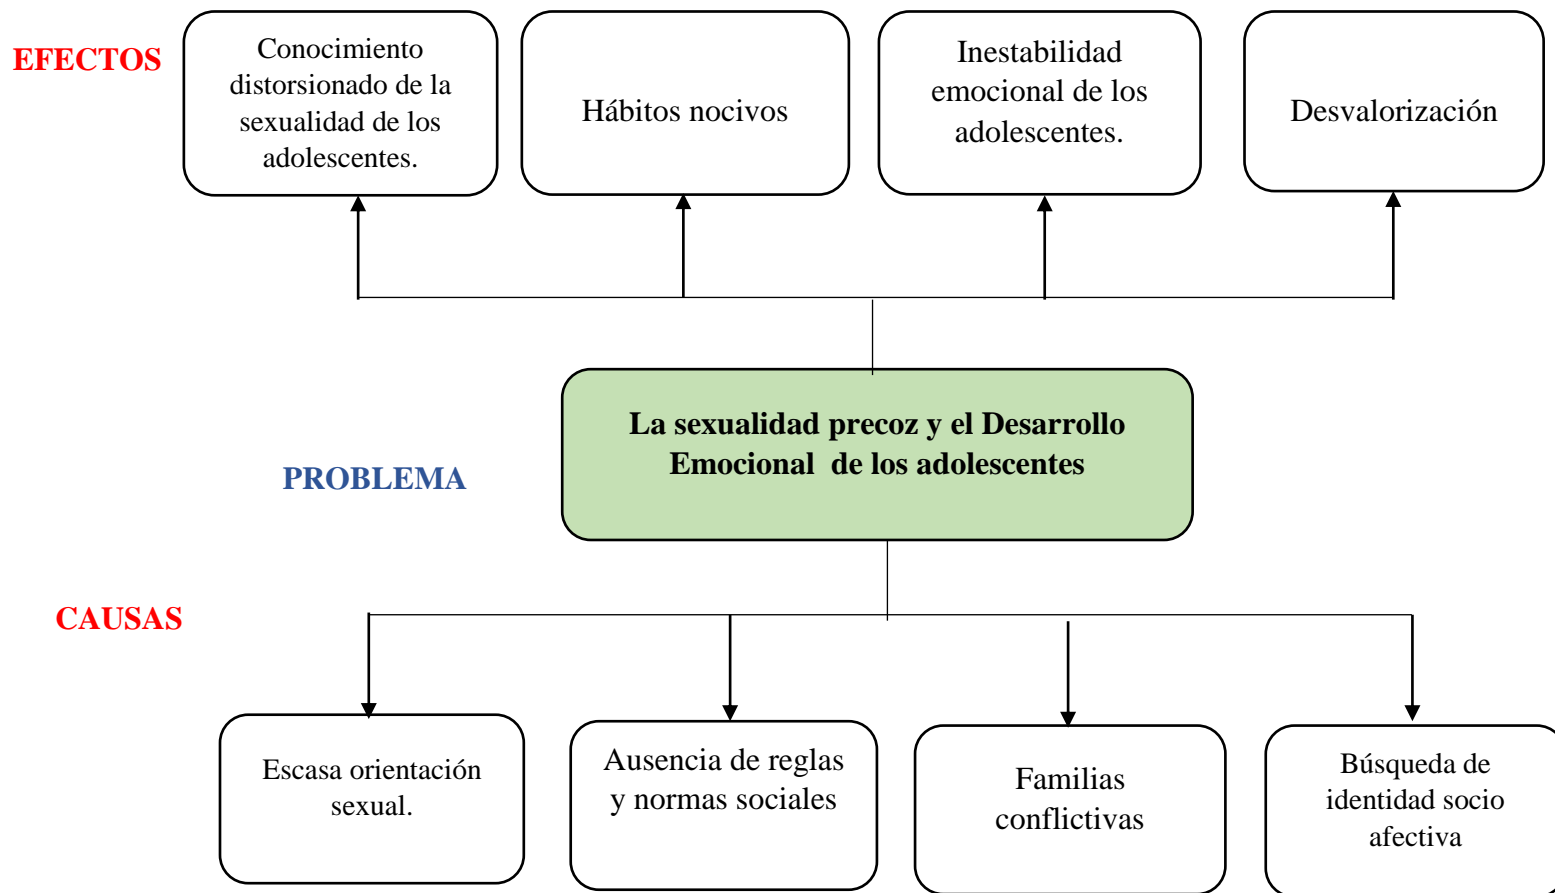 EFECTOS
Conocimiento
distorsionado de la
sexualidad de los
adolescentes.
Hábitos nocivos
Inestabilidad
emocional de los
adolescentes.
Desvalorización
La sexualidad precoz y el Desarrollo
Emocional de los adolescentes
PROBLEMA
CAUSAS
Escasa orientación
sexual.
Ausencia de reglas
y normas sociales
Familias
conflictivas
Búsqueda de
identidad socio
afectiva